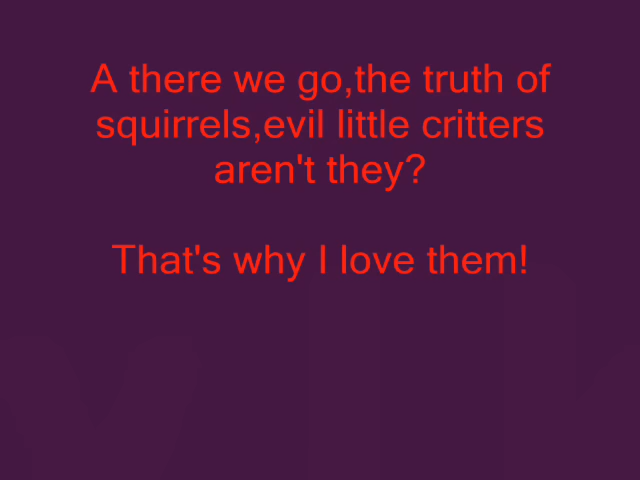 A there we go,the truth of
squirrels,evil little critters
aren't they?
That's why I love them!